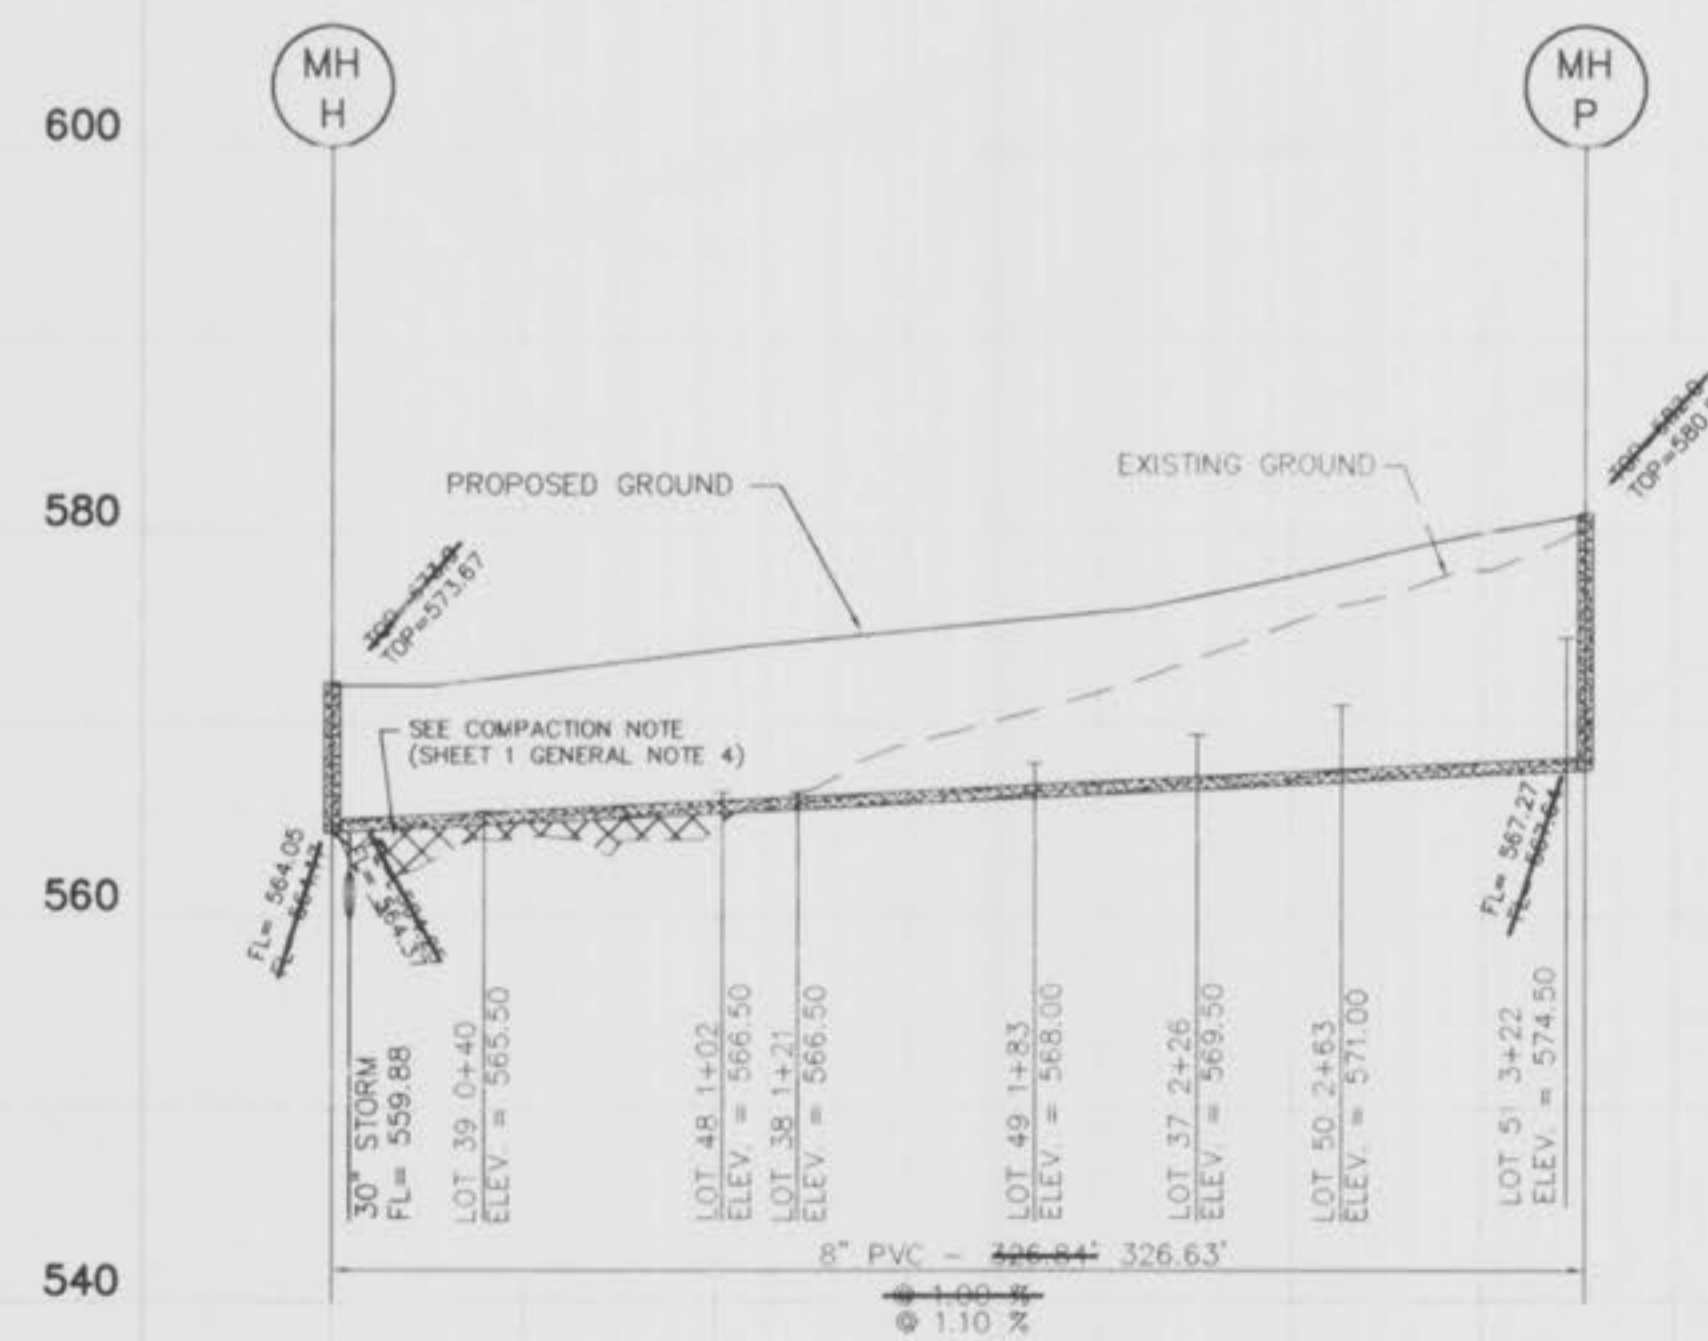 MH
H
MH
P
600
580
560
540
PROPOSED GROUND
EXISTING GROUND
TOP=573.67
TOP=580.
SEE COMPACTION NOTE
(SHEET 1 GENERAL NOTE 4)
FL= 564.05
FL= 564.37
FL= 567.27
30" STORM
FL= 559.88
LOT 39 0+40
ELEV. = 565.50
LOT 48 1+02
ELEV. = 566.50
LOT 38 1+21
ELEV. = 566.50
LOT 49 1+83
ELEV. = 568.00
LOT 37 2+26
ELEV. = 569.50
LOT 50 2+63
ELEV. = 571.00
LOT 51 3+22
ELEV. = 574.50
8" PVC - 326.84' 326.63'
@ 1.00 %
@ 1.10 %